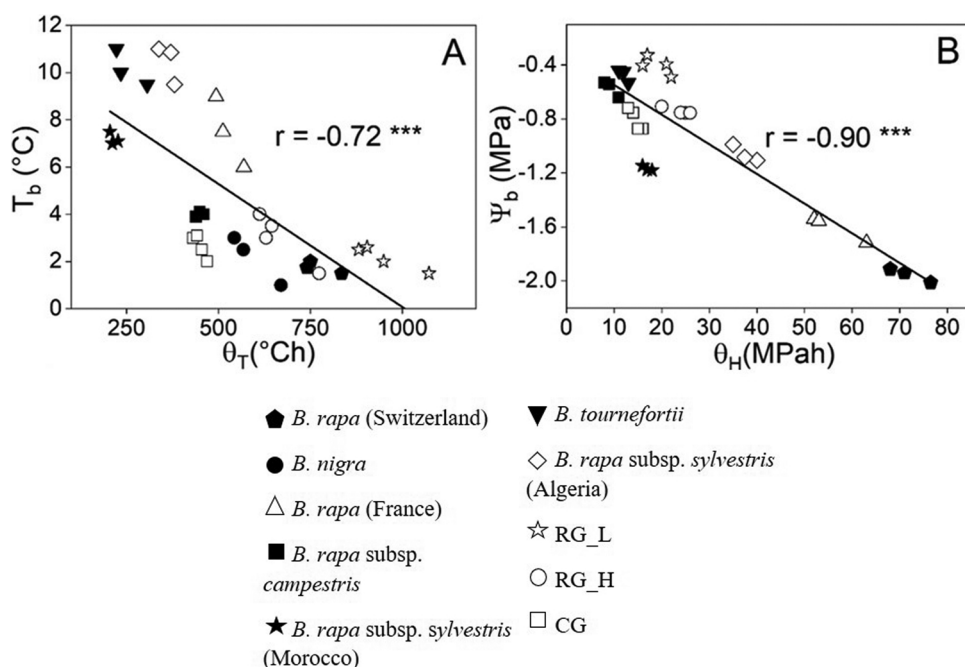 A
r = -0.72 ***
T_b (°C)
12
10
8
6
4
2
0
250 500 750 1000
θ_T(°Ch)
B
r = -0.90 ***
Ψ_b (MPa)
-0.4
-0.8
-1.2
-1.6
-2.0
0 10 20 30 40 50 60 70 80
θ_H(MPah)
B. rapa (Switzerland)
B. nigra
B. rapa (France)
B. rapa subsp.
campestris
B. rapa subsp. sylvestris
(Morocco)
B. tournefortii
B. rapa subsp. sylvestris
(Algeria)
RG_L
RG_H
CG